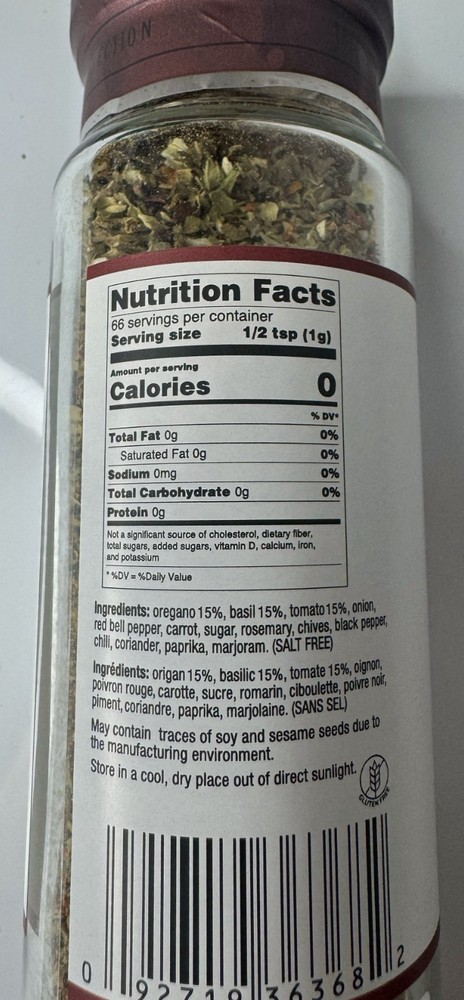 CTION
Nutrition Facts
66 servings per container
Serving size 1/2 tsp (1g)
Amount per serving
Calories 0
% DV*
Total Fat 0g 0%
Saturated Fat 0g 0%
Sodium 0mg 0%
Total Carbohydrate 0g 0%
Protein 0g
Not a significant source of cholesterol, dietary fiber,
total sugars, added sugars, vitamin D, calcium, iron,
and potassium
* %DV = %Daily Value
Ingredients: oregano 15%, basil 15%, tomato 15%, onion,
red bell pepper, carrot, sugar, rosemary, chives, black pepper,
chili, coriander, paprika, marjoram. (SALT FREE)
Ingrédients: origan 15%, basilic 15%, tomate 15%, oignon,
poivron rouge, carotte, sucre, romarin, ciboulette, poivre noir,
piment, coriandre, paprika, marjolaine. (SANS SEL)
May contain traces of soy and sesame seeds due to
the manufacturing environment.
Store in a cool, dry place out of direct sunlight.
GLUTEN FREE
0 92719 36368 2